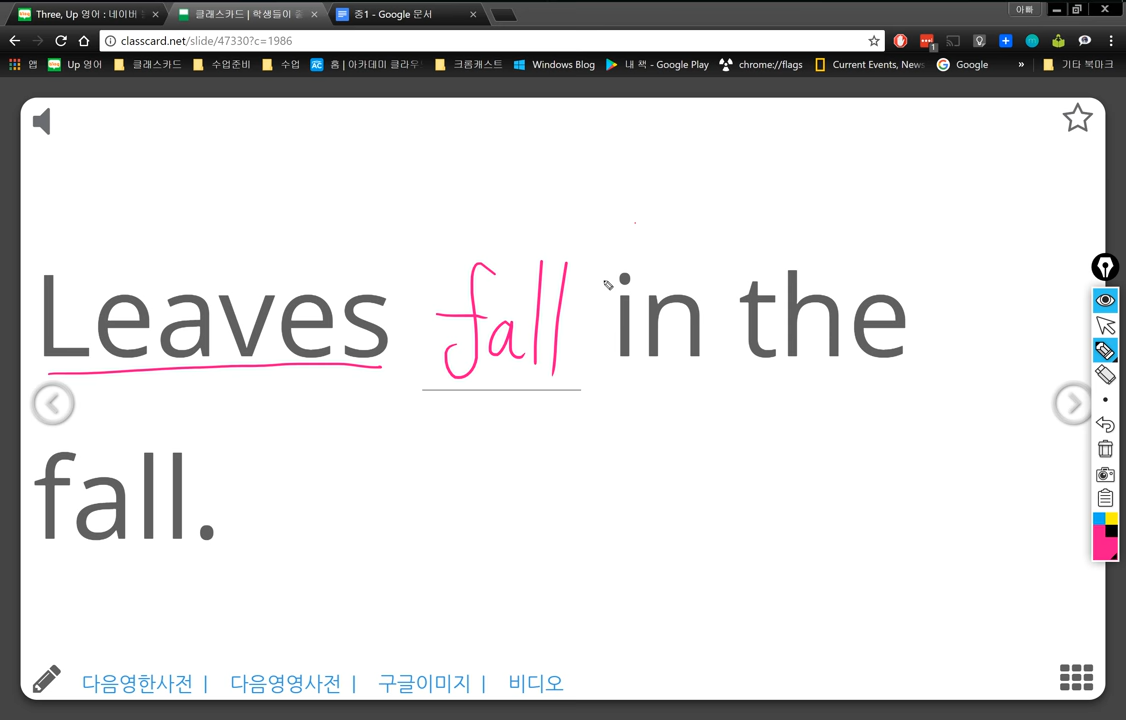 Three, Up 영어 : 네이버
클래스카드 | 학생들이 중
중1 - Google 문서
아빠
classcard.net/slide/47330?c=1986
1
앱
Up 영어
클래스카드
수업준비
수업
홈 | 아카데미 클라우
크롬캐스트
Windows Blog
내 책 - Google Play
chrome://flags
Current Events, News
Google
»
기타 북마크
Leaves fall in the
fall.
다음영한사전 |
다음영영사전 |
구글이미지 |
비디오